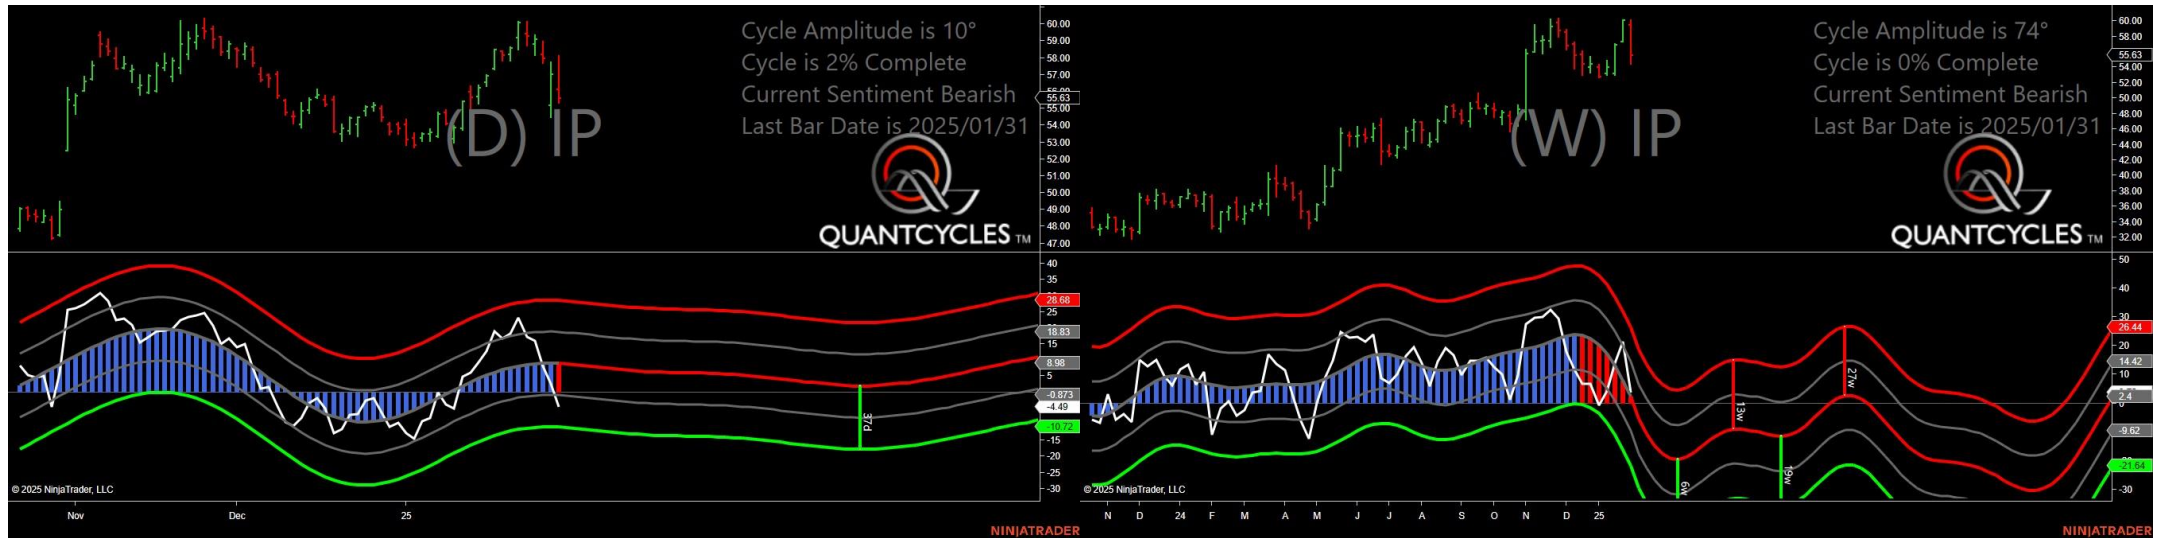 Cycle Amplitude is 10°
Cycle is 2% Complete
Current Sentiment Bearish
Last Bar Date is 2025/01/31
(D) IP
QUANTCYCLES TM
60.00
58.00
57.00
55.63
55.00
54.00
53.00
52.00
51.00
50.00
49.00
48.00
47.00
40
35
28.68
25
18.83
15
8.98
5
-0.873
-4.49
-10.72
-15
-20
-25
-30
37d
© 2025 NinjaTrader, LLC
Nov
Dec
25
NINJATRADER
Cycle Amplitude is 74°
Cycle is 0% Complete
Current Sentiment Bearish
Last Bar Date is 2025/01/31
(W) IP
QUANTCYCLES TM
60.00
58.00
55.63
54.00
52.00
50.00
48.00
46.00
44.00
42.00
40.00
38.00
36.00
34.00
32.00
50
40
30
26.44
20
14.42
10
2.4
-9.62
-21.64
-30
6w
13w
19w
27w
© 2025 NinjaTrader, LLC
N D 24 F M A M J J A S O N D 25
NINJATRADER